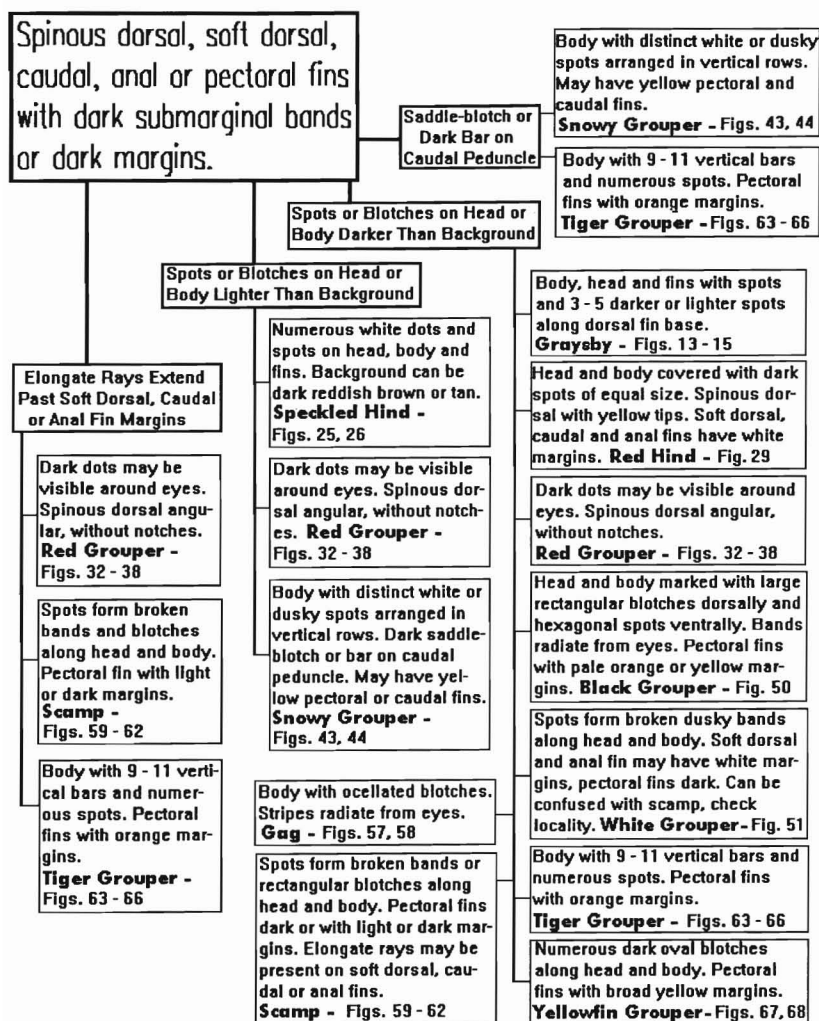 Spinous dorsal, soft dorsal,
caudal, anal or pectoral fins
with dark submarginal bands
or dark margins.
Saddle-blotch or
Dark Bar on
Caudal Peduncle
Body with distinct white or dusky
spots arranged in vertical rows.
May have yellow pectoral and
caudal fins.
Snowy Grouper - Figs. 43, 44
Body with 9 - 11 vertical bars
and numerous spots. Pectoral
fins with orange margins.
Tiger Grouper - Figs. 63 - 66
Spots or Blotches on Head or
Body Darker Than Background
Spots or Blotches on Head or
Body Lighter Than Background
Elongate Rays Extend
Past Soft Dorsal, Caudal
or Anal Fin Margins
Dark dots may be
visible around eyes.
Spinous dorsal angu-
lar, without notches.
Red Grouper -
Figs. 32 - 38
Spots form broken
bands and blotches
along head and body.
Pectoral fin with light
or dark margins.
Scamp -
Figs. 59 - 62
Body with 9 - 11 verti-
cal bars and numer-
ous spots. Pectoral
fins with orange mar-
gins.
Tiger Grouper -
Figs. 63 - 66
Numerous white dots and
spots on head, body and
fins. Background can be
dark reddish brown or tan.
Speckled Hind -
Figs. 25, 26
Dark dots may be visible
around eyes. Spinous dor-
sal angular, without notch-
es. Red Grouper -
Figs. 32 - 38
Body with distinct white or
dusky spots arranged in
vertical rows. Dark saddle-
blotch or bar on caudal
peduncle. May have yel-
low pectoral or caudal fins.
Snowy Grouper -
Figs. 43, 44
Body with ocellated blotches.
Stripes radiate from eyes.
Gag - Figs. 57, 58
Spots form broken bands or
rectangular blotches along
head and body. Pectoral fins
dark or with light or dark mar-
gins. Elongate rays may be
present on soft dorsal, cau-
dal or anal fins.
Scamp - Figs. 59 - 62
Body, head and fins with spots
and 3 - 5 darker or lighter spots
along dorsal fin base.
Graysby - Figs. 13 - 15
Head and body covered with dark
spots of equal size. Spinous dor-
sal with yellow tips. Soft dorsal,
caudal and anal fins have white
margins. Red Hind - Fig. 29
Dark dots may be visible around
eyes. Spinous dorsal angular,
without notches.
Red Grouper - Figs. 32 - 38
Head and body marked with large
rectangular blotches dorsally and
hexagonal spots ventrally. Bands
radiate from eyes. Pectoral fins
with pale orange or yellow mar-
gins. Black Grouper - Fig. 50
Spots form broken dusky bands
along head and body. Soft dorsal
and anal fin may have white mar-
gins, pectoral fins dark. Can be
confused with scamp, check
locality. White Grouper - Fig. 51
Body with 9 - 11 vertical bars and
numerous spots. Pectoral fins
with orange margins.
Tiger Grouper - Figs. 63 - 66
Numerous dark oval blotches
along head and body. Pectoral
fins with broad yellow margins.
Yellowfin Grouper - Figs. 67, 68